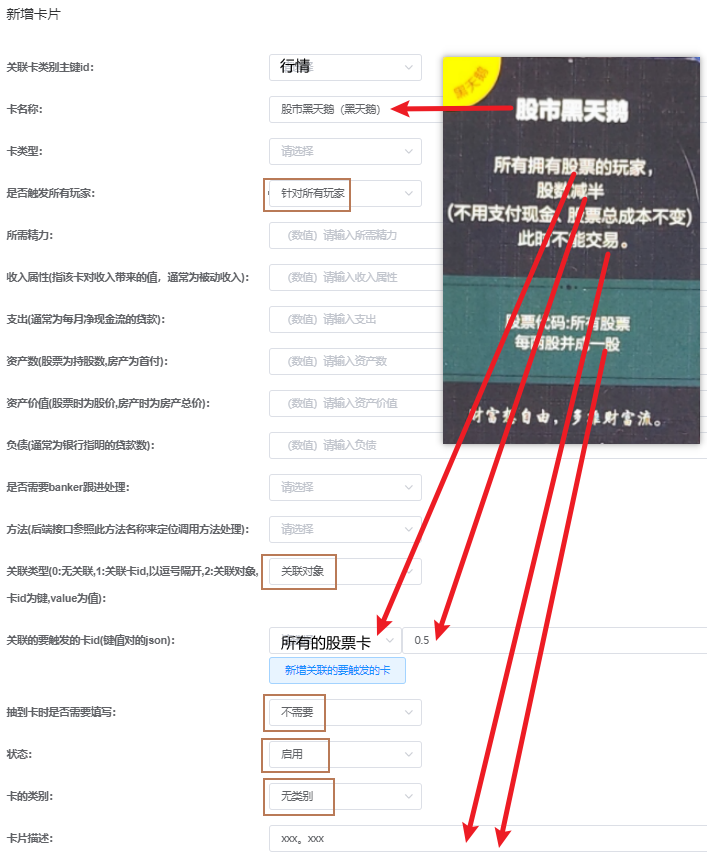 新增卡片
关联卡类别主键id:
行情
卡名称:
股市黑天鹅（黑天鹅）
卡类型:
请选择
是否触发所有玩家:
针对所有玩家
所需精力:
（数值）请输入所需精力
收入属性(指该卡对收入带来的值，通常为被动收入):
（数值）请输入收入属性
支出(通常为每月净现金流的贷款):
（数值）请输入支出
资产数(股票为持股数,房产为首付):
（数值）请输入资产数
资产价值(股票时为股价,房产时为房产总价):
（数值）请输入资产价值
负债(通常为银行指明的贷款数):
（数值）请输入负债
是否需要banker跟进处理:
请选择
方法(后端接口参照此方法名称来定位调用方法处理):
请选择
关联类型(0:无关联,1:关联卡id,以逗号隔开,2:关联对象,
卡id为键,value为值):
关联对象
关联的要触发的卡id(键值对的json):
所有的股票卡
0.5
新增关联的要触发的卡
抽到卡时是否需要填写:
不需要
状态:
启用
卡的类别:
无类别
卡片描述:
xxx。xxx
黑天鹅
股市黑天鹅
所有拥有股票的玩家，
股数减半
(不用支付现金、股票总成本不变)
此时不能交易。
股票代码:所有股票
每两股并成一股
财富想自由，多维财富流。